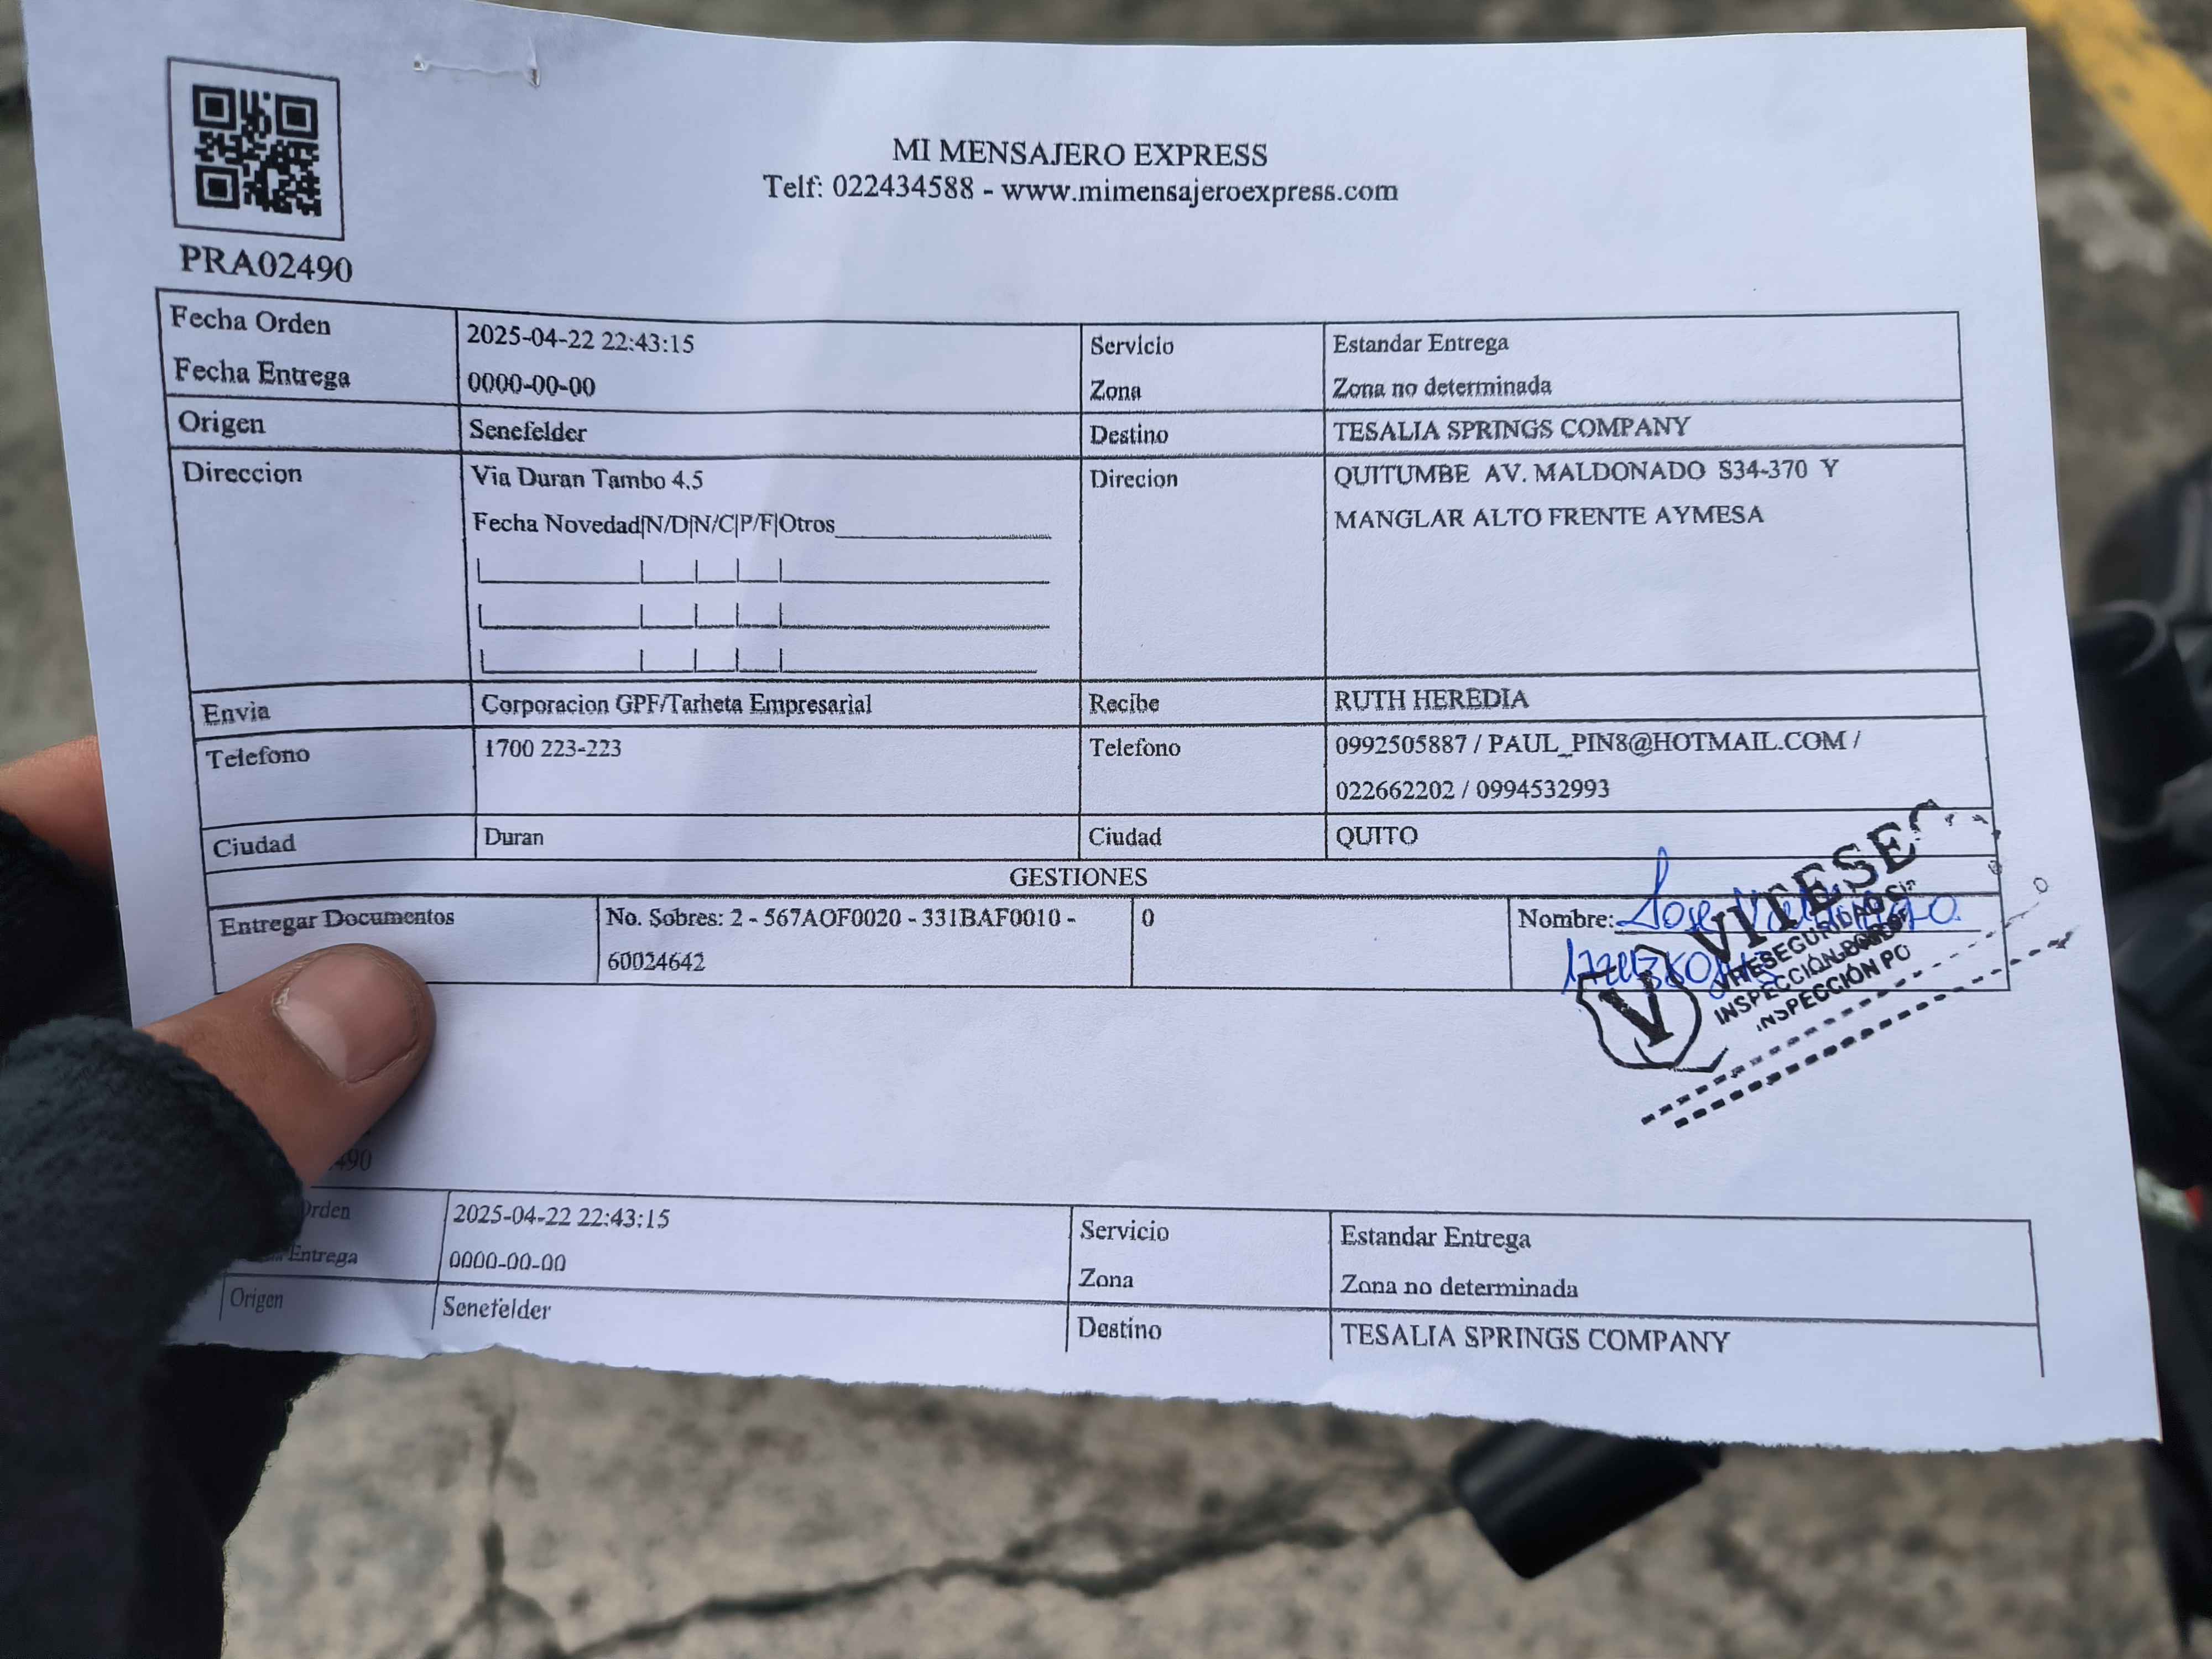 MI MENSAJERO EXPRESS
Telf: 022434588 - www.mimensajeroexpress.com
PRA02490
Fecha Orden 2025-04-22 22:43:15 Servicio Estandar Entrega
Fecha Entrega 0000-00-00 Zona Zona no determinada
Origen Senefelder Destino TESALIA SPRINGS COMPANY
Direccion Via Duran Tambo 4.5 Direcion QUITUMBE AV. MALDONADO S34-370 Y
Fecha Novedad|N/D|N/C|P/F|Otros MANGLAR ALTO FRENTE AYMESA
Envia Corporacion GPF/Tarheta Empresarial Recibe RUTH HEREDIA
Telefono 1700 223-223 Telefono 0992505887 / PAUL_PIN8@HOTMAIL.COM /
022662202 / 0994532993
Ciudad Duran Ciudad QUITO
GESTIONES
Entregar Documentos No. Sobres: 2 - 567AOF0020 - 331BAF0010 - 0 Nombre: Jose
60024642
VITESE
INSPECCIÓN
INSPECCIÓN PO
490
Orden 2025-04-22 22:43:15 Servicio Estandar Entrega
Entrega 0000-00-00 Zona Zona no determinada
Origen Senefelder Destino TESALIA SPRINGS COMPANY